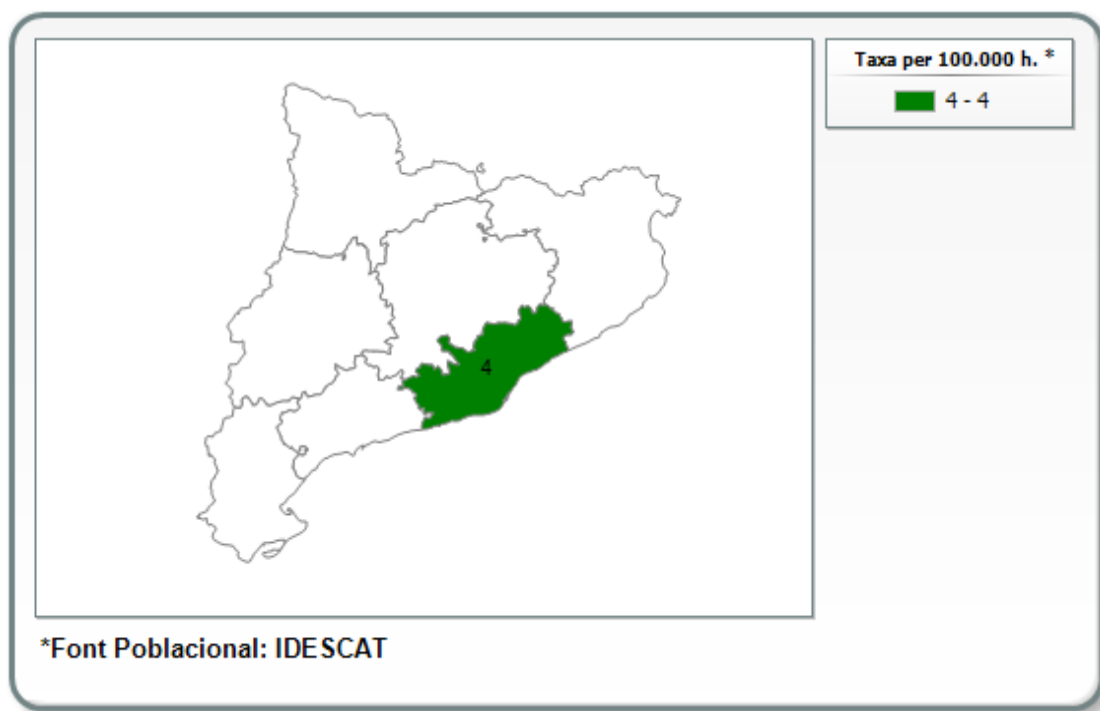 Taxa per 100.000 h. *
4 - 4
4
*Font Poblacional: IDESCAT